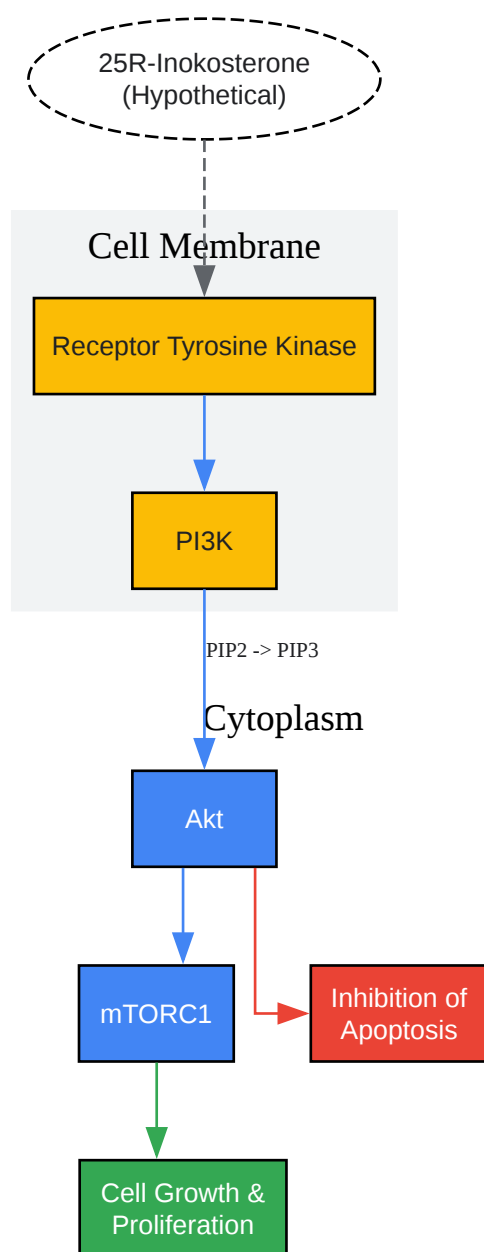 25R-Inokosterone
(Hypothetical)
Cell Membrane
Receptor Tyrosine Kinase
PI3K
PIP2 -> PIP3
Cytoplasm
Akt
mTORC1
Inhibition of
Apoptosis
Cell Growth &
Proliferation